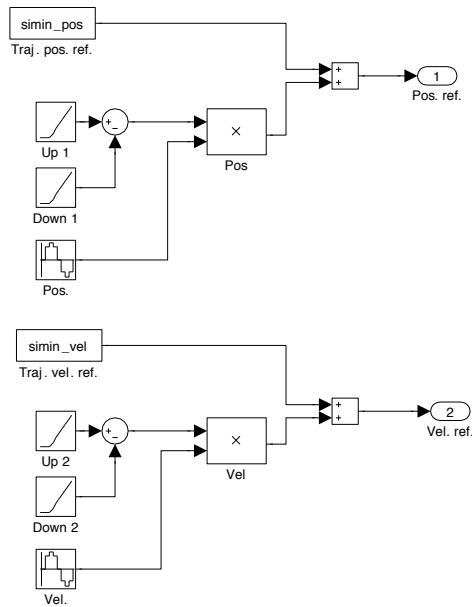 simin_pos
Traj. pos. ref.
+
+
1
Pos. ref.
Up 1
+
−
×
Pos
Down 1
Pos.
simin_vel
Traj. vel. ref.
+
+
2
Vel. ref.
Up 2
+
−
×
Vel
Down 2
Vel.